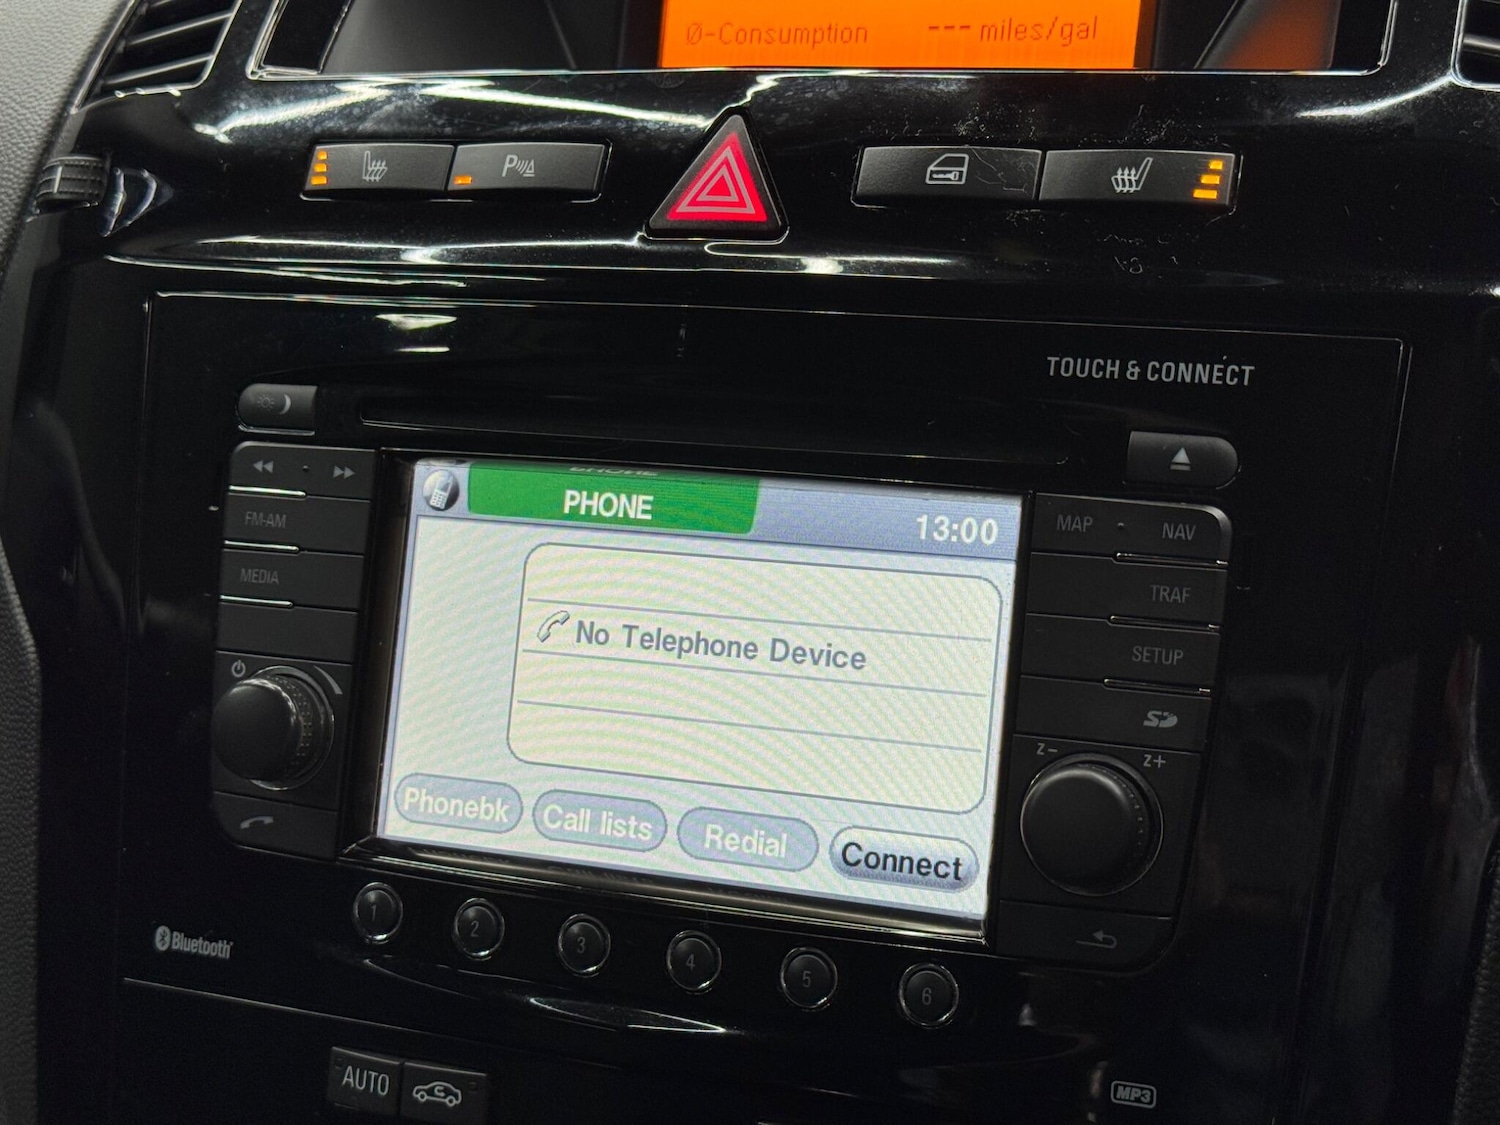 Ø-Consumption --- miles/gal
P
TOUCH & CONNECT
PHONE
13:00
FM-AM
MEDIA
MAP NAV
TRAF
SETUP
No Telephone Device
Z- Z+
Phonebk Call lists Redial Connect
1 2 3 4 5 6
Bluetooth
AUTO
MP3